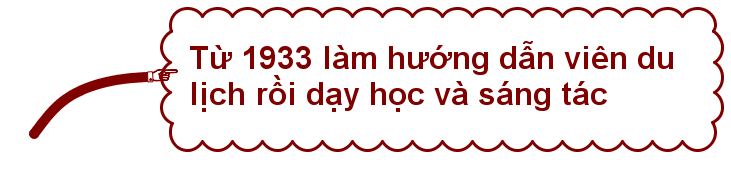 Từ 1933 làm hướng dẫn viên du
lịch rồi dạy học và sáng tác